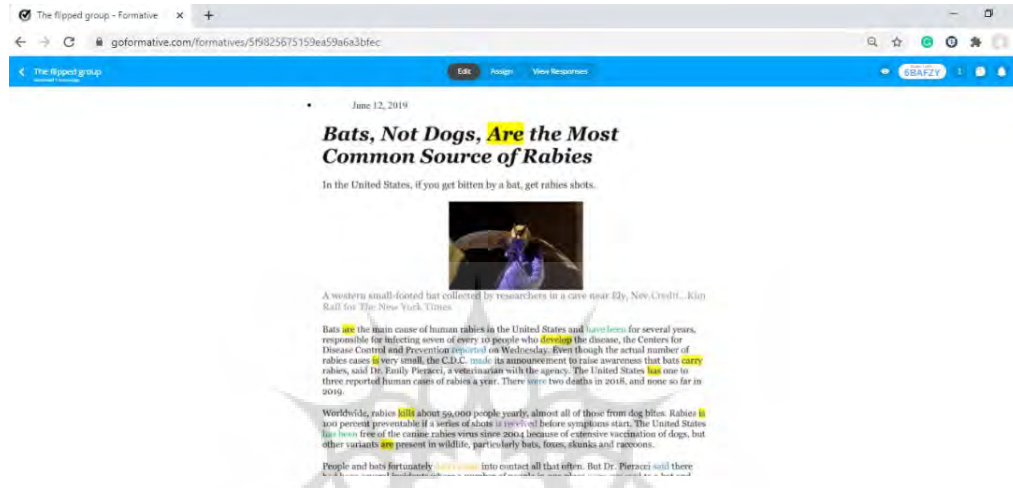 The flipped group - Formative
goformative.com/formatives/5f9825675159ea59a6a3bfec
The flipped group
Edit Assign View Responses
6BAFZY 1
June 12, 2019
Bats, Not Dogs, Are the Most
Common Source of Rabies
In the United States, if you get bitten by a bat, get rabies shots.
A western small-footed bat collected by researchers in a cave near Ely, Nev. Credit... Kim
Raff for The New York Times
Bats are the main cause of human rabies in the United States and have been for several years,
responsible for infecting seven of every 10 people who develop the disease, the Centers for
Disease Control and Prevention reported on Wednesday. Even though the actual number of
rabies cases is very small, the C.D.C. made its announcement to raise awareness that bats carry
rabies, said Dr. Emily Pieracci, a veterinarian with the agency. The United States has one to
three reported human cases of rabies a year. There were two deaths in 2018, and none so far in
2019.
Worldwide, rabies kills about 59,000 people yearly, almost all of those from dog bites. Rabies is
100 percent preventable if a series of shots is received before symptoms start. The United States
has been free of the canine rabies virus since 2004 because of extensive vaccination of dogs, but
other variants are present in wildlife, particularly bats, foxes, skunks and raccoons.
People and bats fortunately into contact all that often. But Dr. Pieracci said there